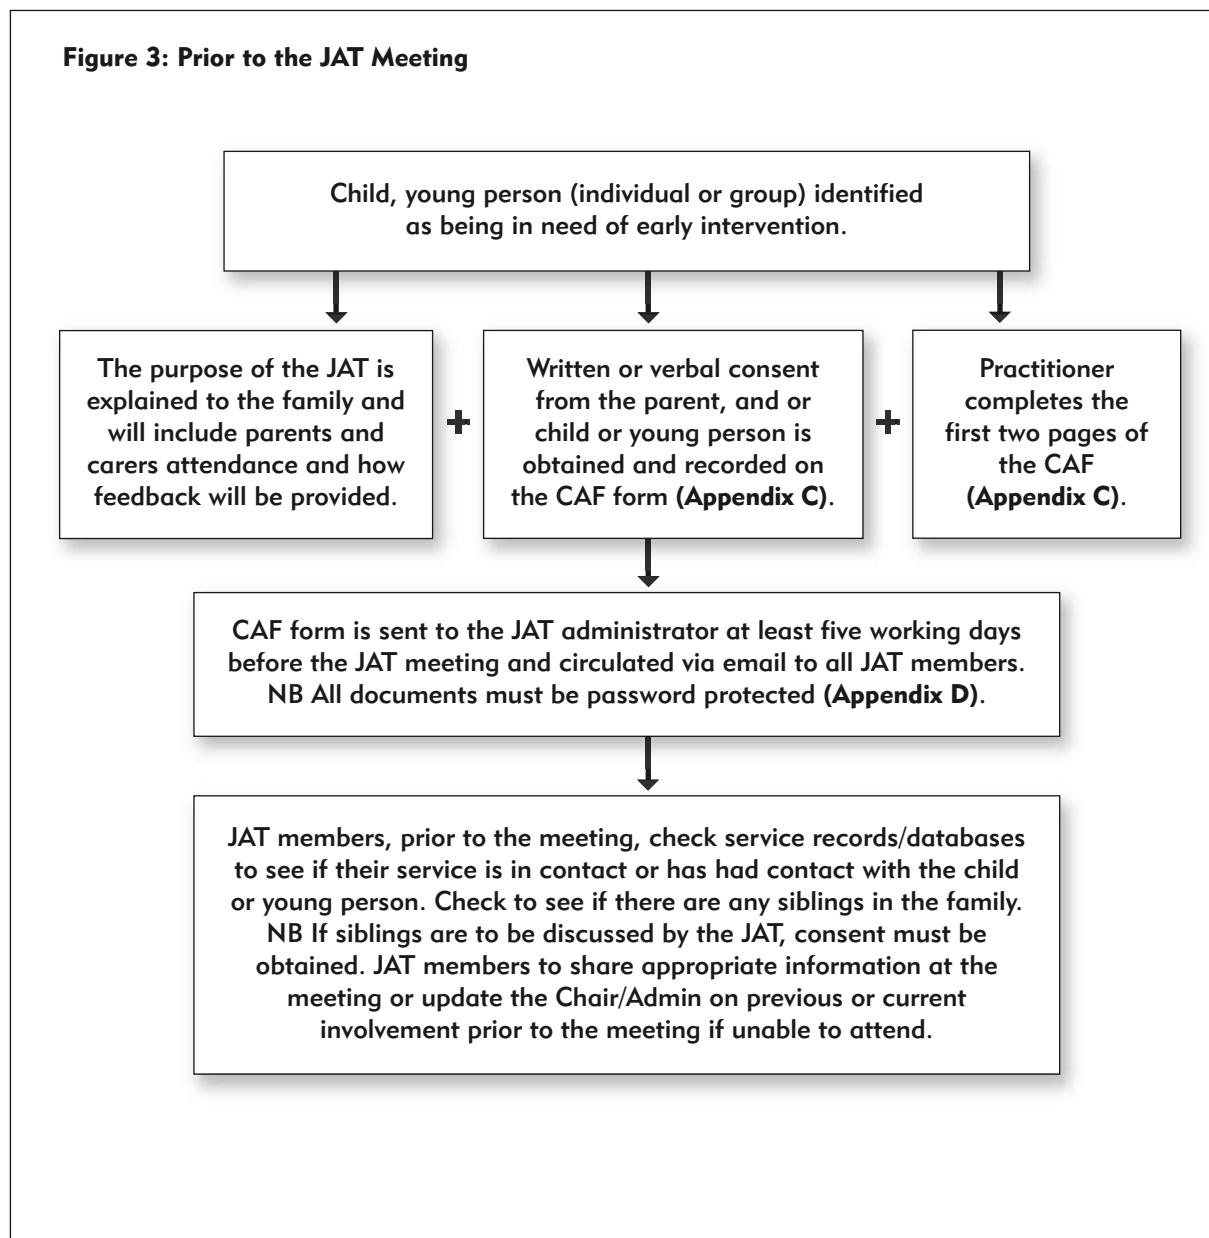 Figure 3: Prior to the JAT Meeting
Child, young person (individual or group) identified
as being in need of early intervention.
The purpose of the JAT is
explained to the family and
will include parents and
carers attendance and how
feedback will be provided.
+
Written or verbal consent
from the parent, and or
child or young person is
obtained and recorded on
the CAF form (Appendix C).
+
Practitioner
completes the
first two pages of
the CAF
(Appendix C).
CAF form is sent to the JAT administrator at least five working days
before the JAT meeting and circulated via email to all JAT members.
NB All documents must be password protected (Appendix D).
JAT members, prior to the meeting, check service records/databases
to see if their service is in contact or has had contact with the child
or young person. Check to see if there are any siblings in the family.
NB If siblings are to be discussed by the JAT, consent must be
obtained. JAT members to share appropriate information at the
meeting or update the Chair/Admin on previous or current
involvement prior to the meeting if unable to attend.